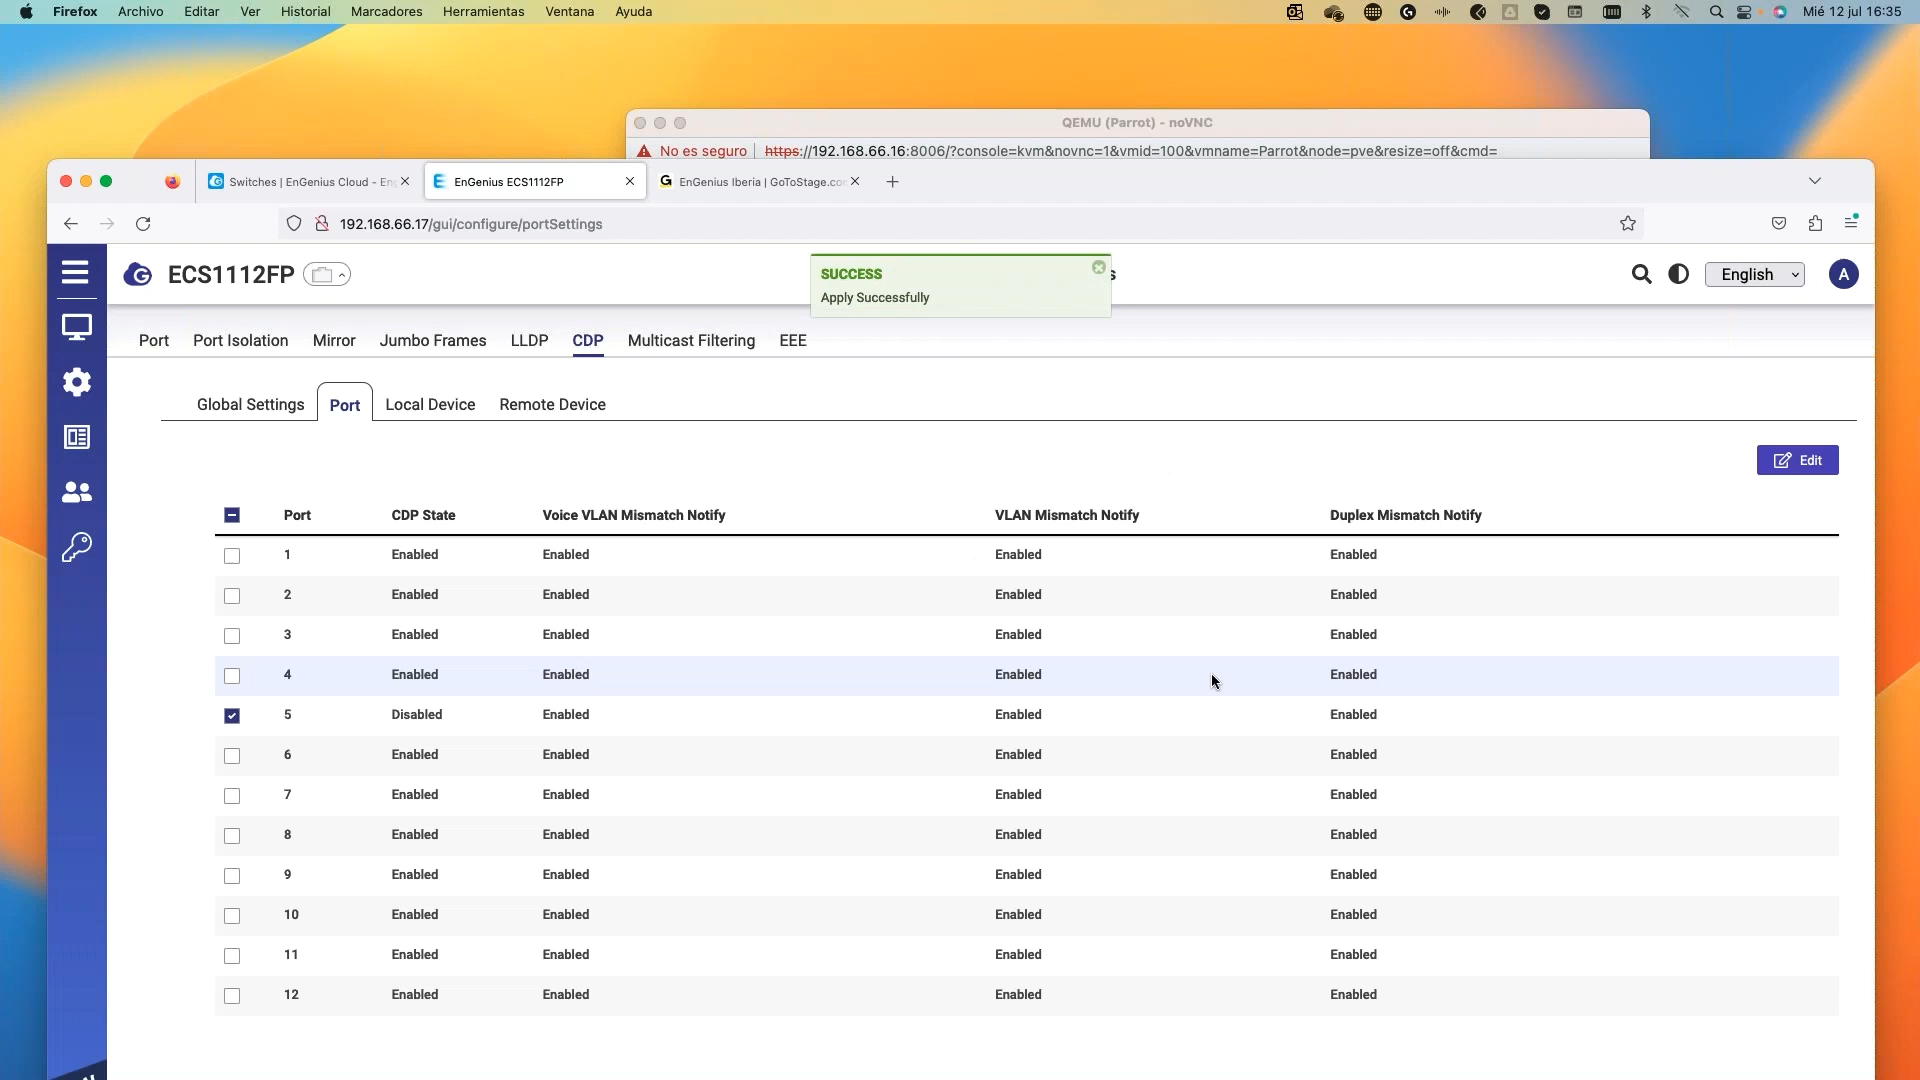 Firefox Archivo Editar Ver Historial Marcadores Herramientas Ventana Ayuda Mié 12 jul 16:35
QEMU (Parrot) - noVNC
No es seguro https://192.168.66.16:8006/?console=kvm&novnc=1&vmid=100&vmname=Parrot&node=pve&resize=off&cmd=
Switches | EnGenius Cloud - En EnGenius ECS1112FP EnGenius Iberia | GoToStage.co
192.168.66.17/gui/configure/portSettings
ECS1112FP s English A
SUCCESS
Apply Successfully
Port Port Isolation Mirror Jumbo Frames LLDP CDP Multicast Filtering EEE
Global Settings Port Local Device Remote Device
Edit
Port CDP State Voice VLAN Mismatch Notify VLAN Mismatch Notify Duplex Mismatch Notify
1 Enabled Enabled Enabled Enabled
2 Enabled Enabled Enabled Enabled
3 Enabled Enabled Enabled Enabled
4 Enabled Enabled Enabled Enabled
5 Disabled Enabled Enabled Enabled
6 Enabled Enabled Enabled Enabled
7 Enabled Enabled Enabled Enabled
8 Enabled Enabled Enabled Enabled
9 Enabled Enabled Enabled Enabled
10 Enabled Enabled Enabled Enabled
11 Enabled Enabled Enabled Enabled
12 Enabled Enabled Enabled Enabled